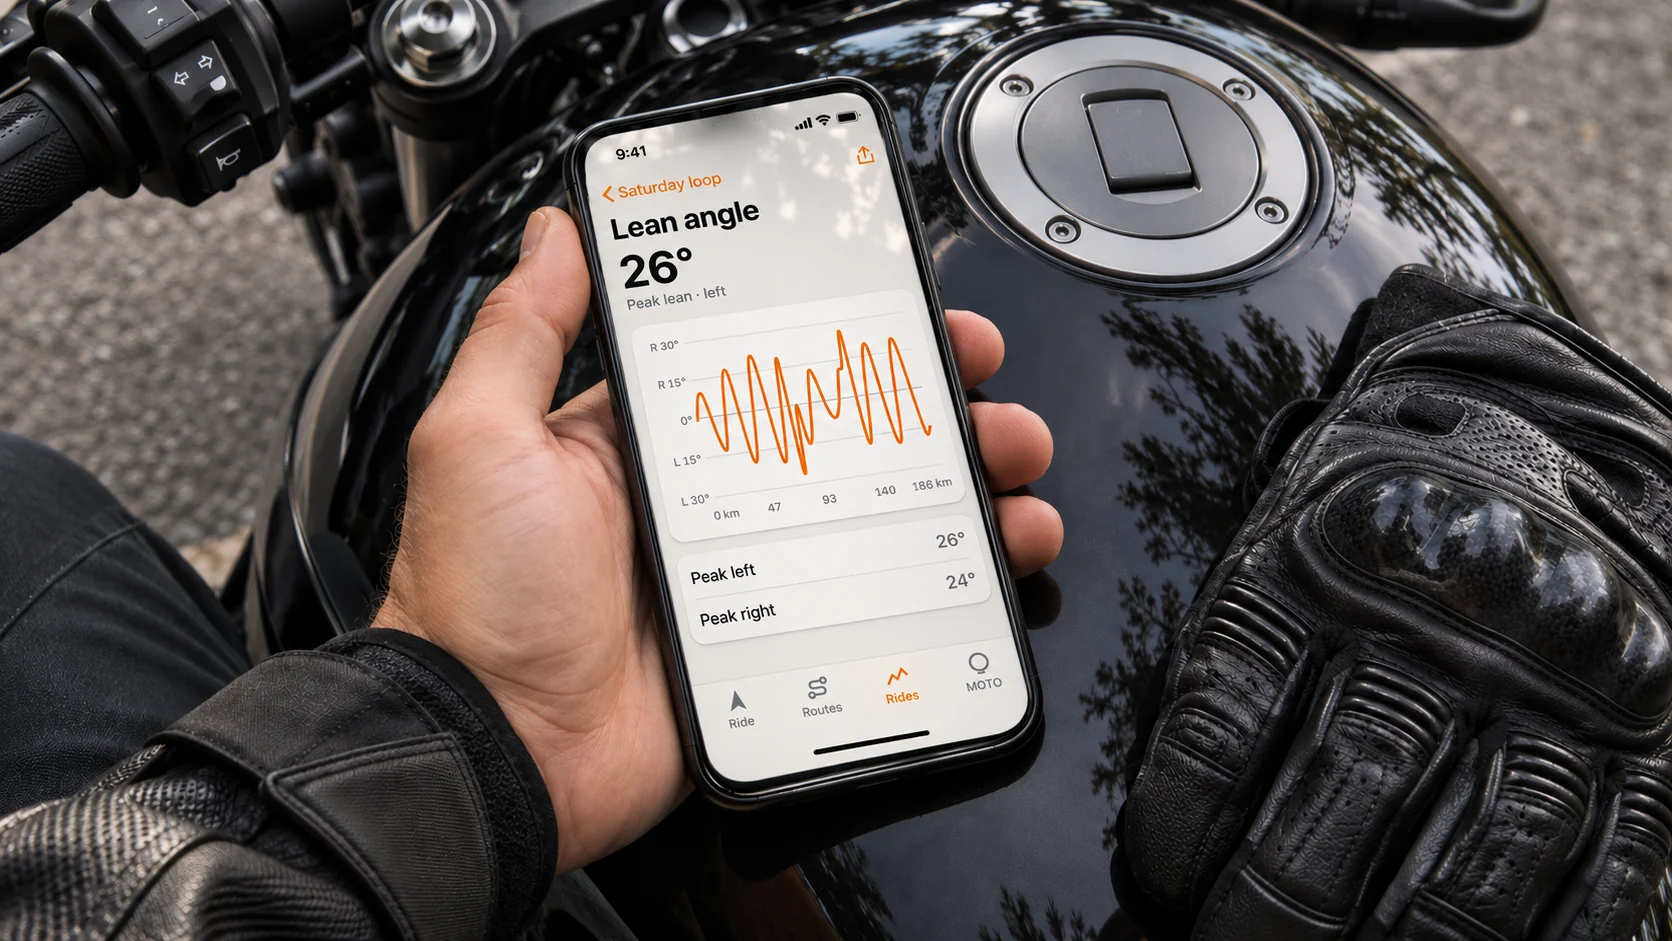 9:41
Saturday loop
Lean angle
26°
Peak lean · left
R 30°
R 15°
0°
L 15°
L 30°
0 km 47 93 140 186 km
Peak left 26°
Peak right 24°
Ride Routes Rides MOTO